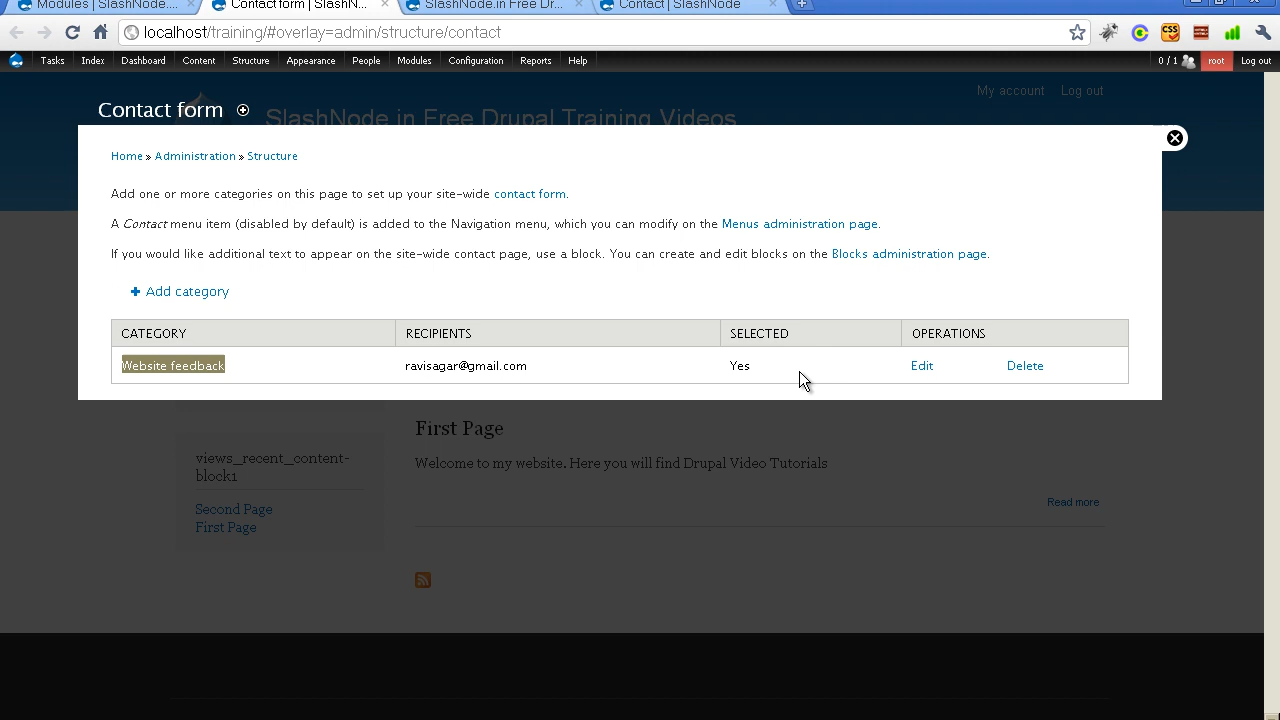 Modules | SlashNode....
Contact form | SlashN...
SlashNode.in Free Dr...
Contact | SlashNode
localhost/training/#overlay=admin/structure/contact
Tasks Index Dashboard Content Structure Appearance People Modules Configuration Reports Help 0 / 1 root Log out
My account Log out
Contact form
SlashNode in Free Drupal Training Videos
Home » Administration » Structure
Add one or more categories on this page to set up your site-wide contact form.
A Contact menu item (disabled by default) is added to the Navigation menu, which you can modify on the Menus administration page.
If you would like additional text to appear on the site-wide contact page, use a block. You can create and edit blocks on the Blocks administration page.
Add category
CATEGORY RECIPIENTS SELECTED OPERATIONS
Website feedback ravisagar@gmail.com Yes Edit Delete
First Page
Welcome to my website. Here you will find Drupal Video Tutorials
Read more
views_recent_content-
block1
Second Page
First Page